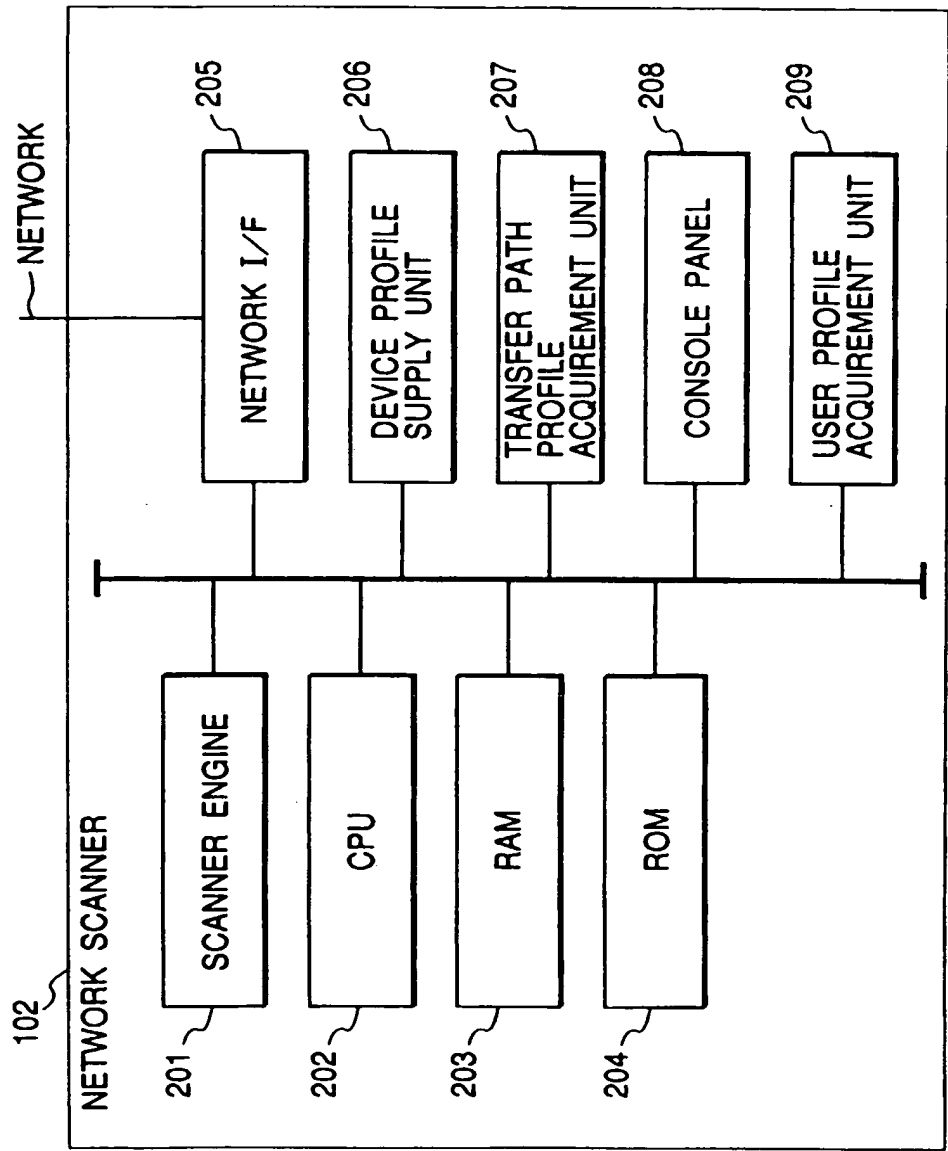 102
NETWORK SCANNER
NETWORK
201
SCANNER ENGINE
202
CPU
203
RAM
204
ROM
NETWORK I/F
205
DEVICE PROFILE
SUPPLY UNIT
206
TRANSFER PATH
PROFILE
ACQUIREMENT UNIT
207
CONSOLE PANEL
208
USER PROFILE
ACQUIREMENT UNIT
209